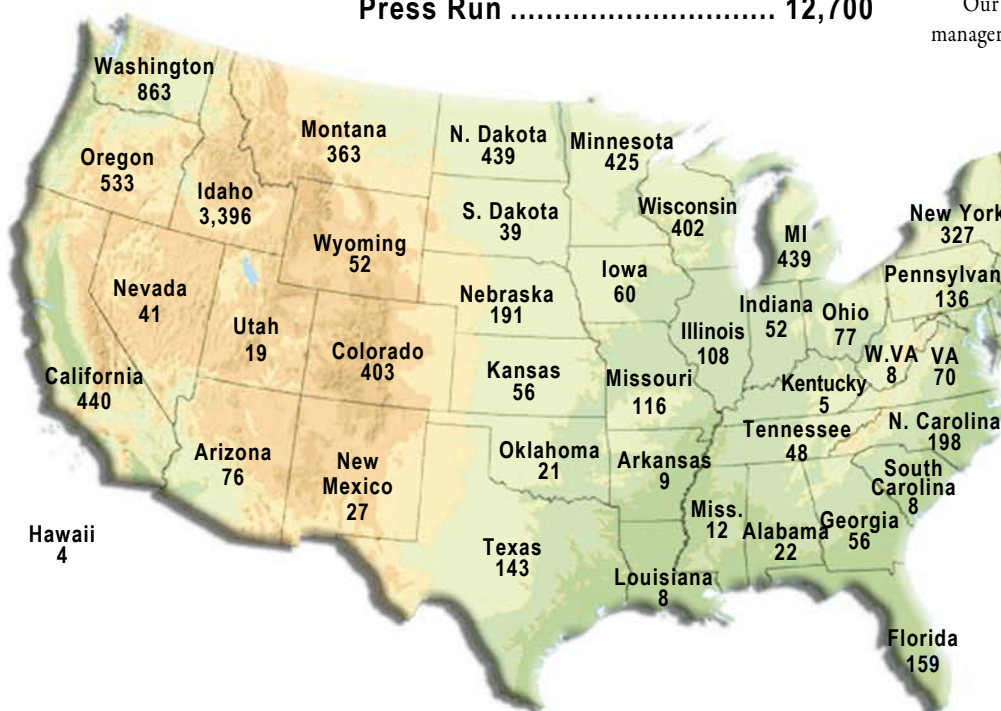 Press Run .............................. 12,700
Our
manager
Washington
863
Montana
363
N. Dakota
439
Minnesota
425
Oregon
533
Idaho
3,396
S. Dakota
39
Wisconsin
402
MI
439
New York
327
Wyoming
52
Iowa
60
Pennsylvan
136
Nevada
41
Nebraska
191
Indiana
52
Ohio
77
Utah
19
Illinois
108
Colorado
403
W.VA
8
VA
70
California
440
Kansas
56
Missouri
116
Kentucky
5
N. Carolina
198
Tennessee
48
Arizona
76
New
Mexico
27
Oklahoma
21
Arkansas
9
South
Carolina
8
Miss.
12
Alabama
22
Georgia
56
Hawaii
4
Texas
143
Louisiana
8
Florida
159